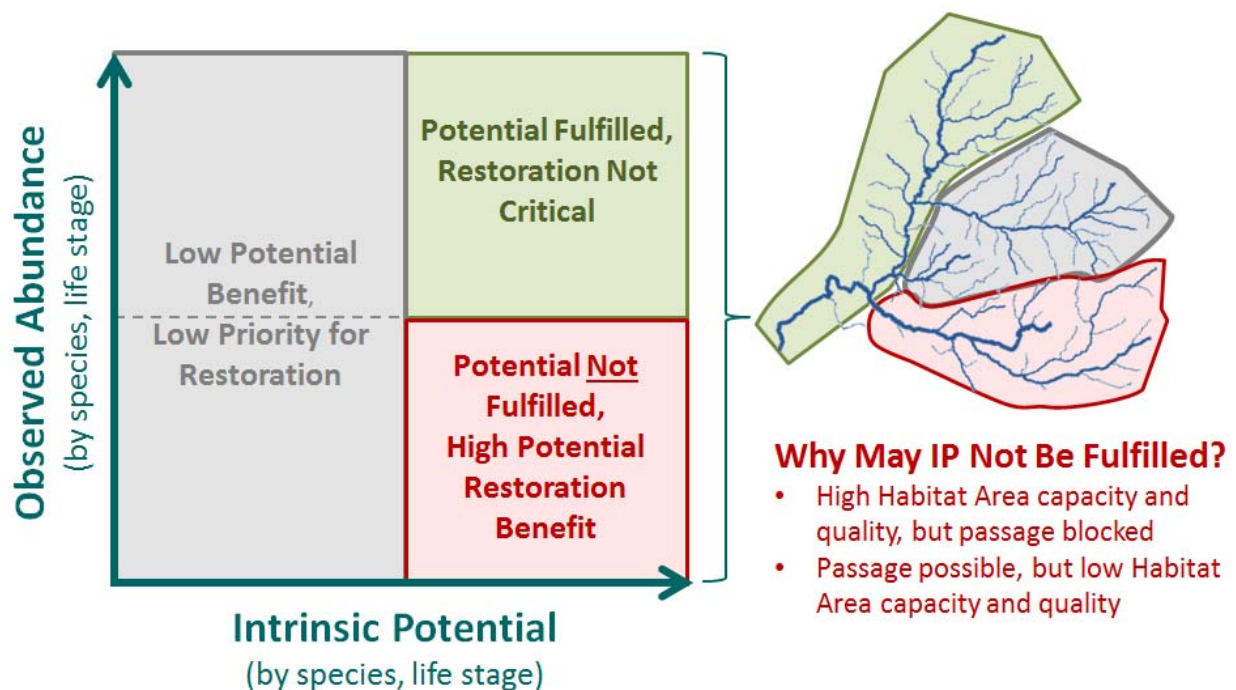 Observed Abundance
(by species, life stage)
Low Potential
Benefit,
Low Priority for
Restoration
Potential Fulfilled,
Restoration Not
Critical
Potential Not
Fulfilled,
High Potential
Restoration
Benefit
Intrinsic Potential
(by species, life stage)
Why May IP Not Be Fulfilled?
• High Habitat Area capacity and
quality, but passage blocked
• Passage possible, but low Habitat
Area capacity and quality